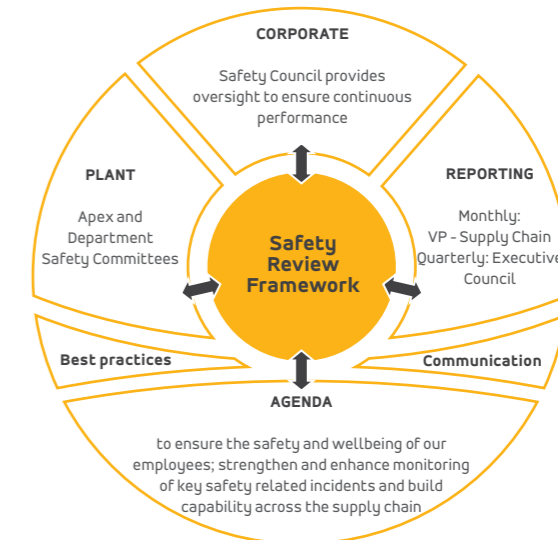 CORPORATE
Safety Council provides
oversight to ensure continuous
performance
PLANT
Apex and
Department
Safety Committees
REPORTING
Monthly:
VP - Supply Chain
Quarterly: Executive
Council
Safety
Review
Framework
Best practices
Communication
AGENDA
to ensure the safety and wellbeing of our
employees; strengthen and enhance monitoring
of key safety related incidents and build
capability across the supply chain